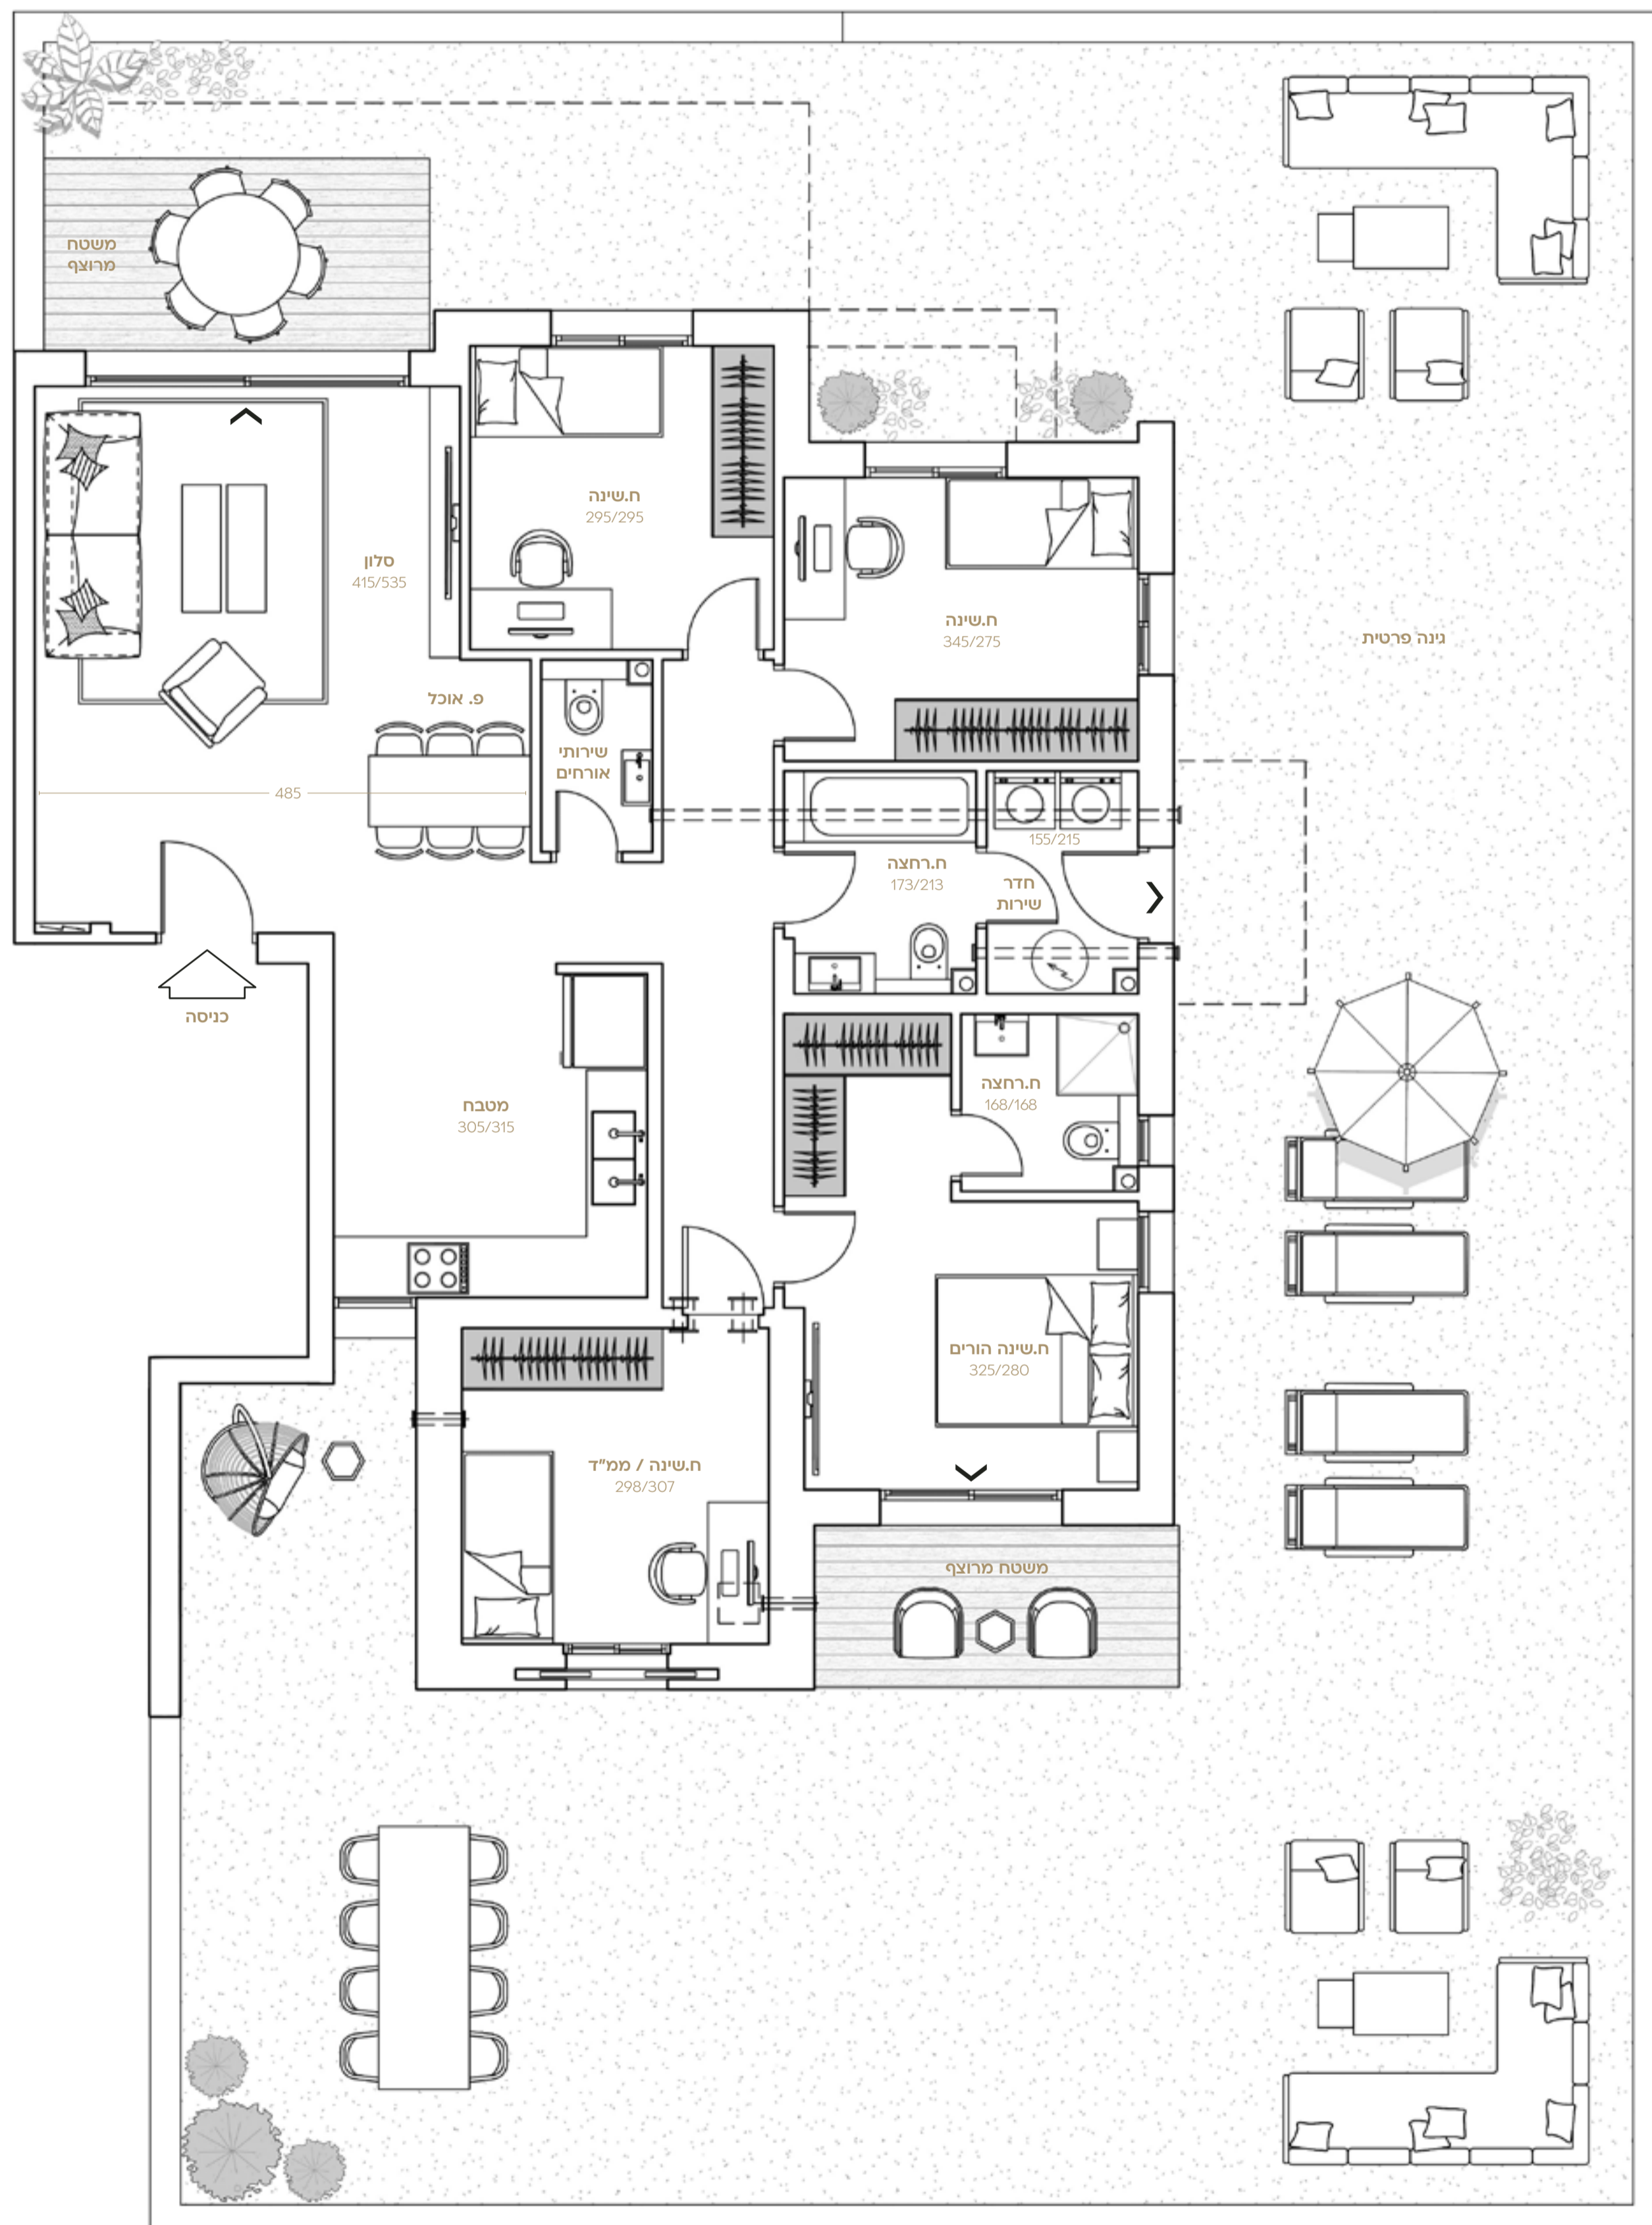 משטח
מרוצף
ח.שינה
295/295
סלון
415/535
ח.שינה
345/275
גינה פרטית
פ. אוכל
שירותי
אורחים
485
155/215
ח.רחצה
173/213
חדר
שירות
כניסה
ח.רחצה
168/168
מטבח
305/315
ח.שינה הורים
325/280
ח.שינה / ממ"ד
298/307
משטח מרוצף